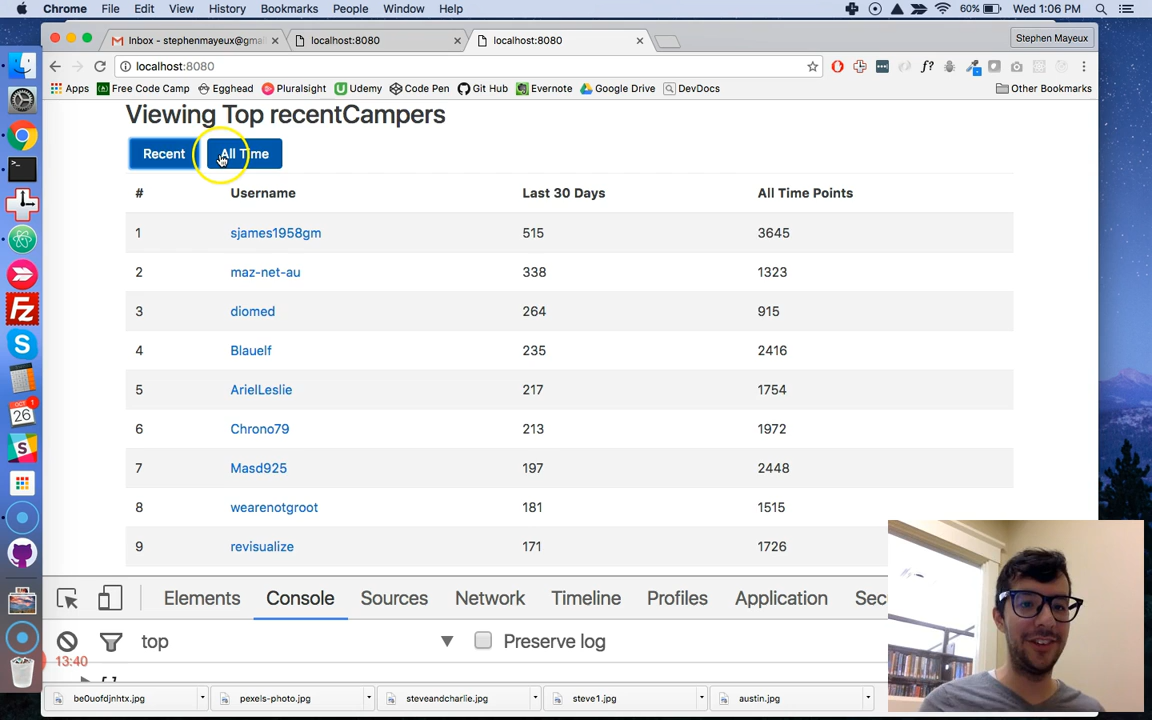 Chrome File Edit View History Bookmarks People Window Help 60% Wed 1:06 PM
Inbox - stephenmayeux@gmai localhost:8080 localhost:8080 Stephen Mayeux
localhost:8080
Apps Free Code Camp Egghead Pluralsight Udemy Code Pen Git Hub Evernote Google Drive DevDocs Other Bookmarks
Viewing Top recentCampers
Recent All Time
# Username Last 30 Days All Time Points
1 sjames1958gm 515 3645
2 maz-net-au 338 1323
3 diomed 264 915
4 Blauelf 235 2416
5 ArielLeslie 217 1754
6 Chrono79 213 1972
7 Masd925 197 2448
8 wearenotgroot 181 1515
9 revisualize 171 1726
Elements Console Sources Network Timeline Profiles Application Sec
top Preserve log
13:40
be0uofdjnhtx.jpg pexels-photo.jpg steveandcharlie.jpg steve1.jpg austin.jpg
OCT
26
1